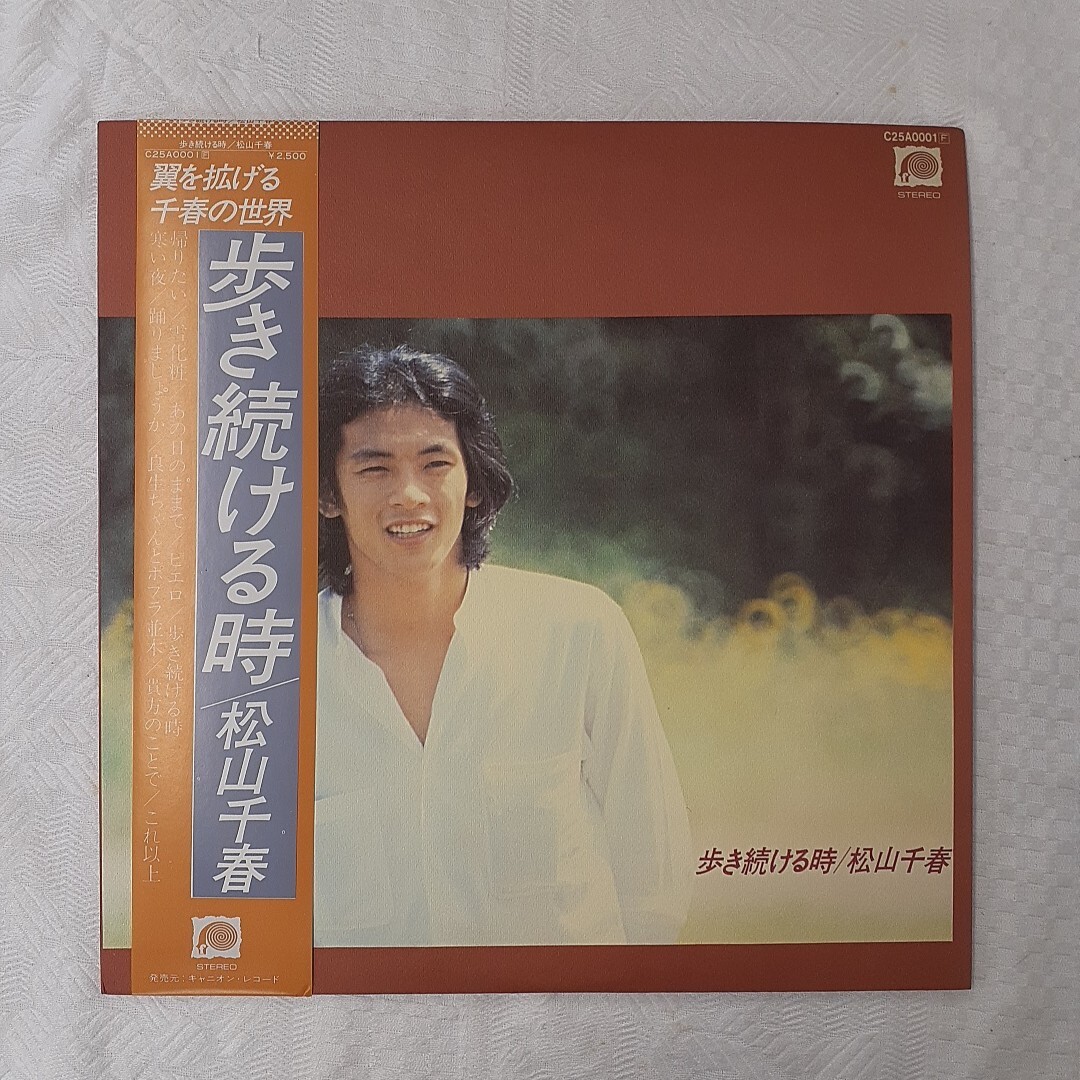 歩き続ける時/松山千春
C25A0001 F ¥2,500
翼を拡げる
千春の世界
帰りたい/雪化粧/あの日のままで/ピエロ/歩き続ける時
寒い夜/踊りましょうか/良生ちゃんとポプラ並木/貴方のことで/これ以上
歩き続ける時/松山千春
STEREO
発売元:キャニオン・レコード
C25A0001 F
STEREO
歩き続ける時/松山千春